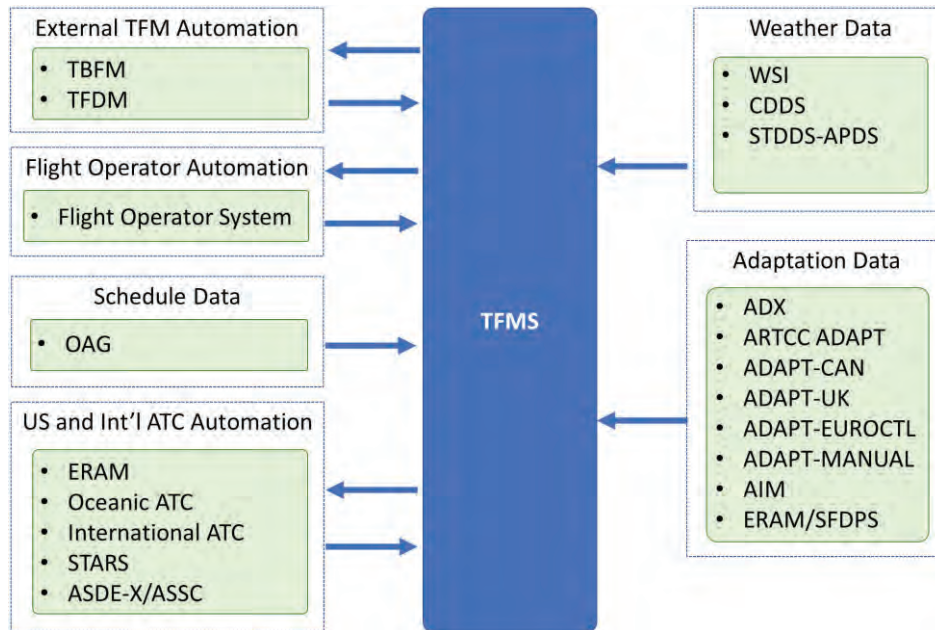 External TFM Automation
• TBFM
• TFDM
Flight Operator Automation
• Flight Operator System
Schedule Data
• OAG
US and Int'l ATC Automation
• ERAM
• Oceanic ATC
• International ATC
• STARS
• ASDE-X/ASSC
TFMS
Weather Data
• WSI
• CDDS
• STDDS-APDS
Adaptation Data
• ADX
• ARTCC ADAPT
• ADAPT-CAN
• ADAPT-UK
• ADAPT-EUROCTL
• ADAPT-MANUAL
• AIM
• ERAM/SFDPS